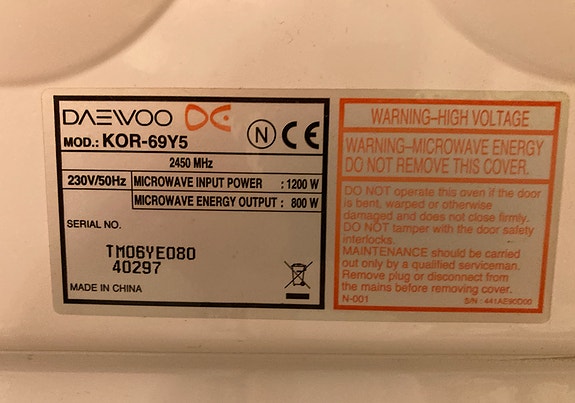 DAEWOO
MOD.: KOR-69Y5
N CE
2450 MHz
230V/50Hz MICROWAVE INPUT POWER : 1200 W
MICROWAVE ENERGY OUTPUT : 800 W
SERIAL NO.
TM06YE080
40297
MADE IN CHINA
WARNING-HIGH VOLTAGE
WARNING-MICROWAVE ENERGY
DO NOT REMOVE THIS COVER.
DO NOT operate this oven if the door
is bent, warped or otherwise
damaged and does not close firmly.
DO NOT tamper with the door safety
interlocks.
MAINTENANCE should be carried
out only by a qualified serviceman.
Remove plug or disconnect from
the mains before removing cover.
N-001 S/N : 441AE90D00